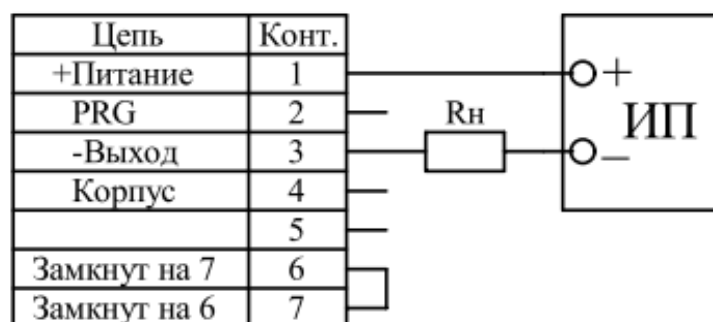 Цепь Конт.
+Питание 1
PRG 2
-Выход 3
Корпус 4
5
Замкнут на 7 6
Замкнут на 6 7
Rн
+
ИП
–